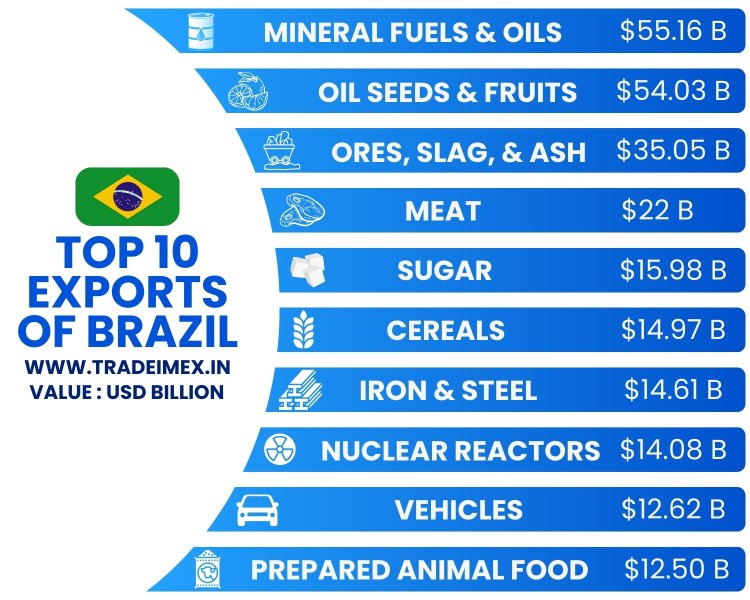 TOP 10
EXPORTS
OF BRAZIL
WWW.TRADEIMEX.IN
VALUE : USD BILLION
MINERAL FUELS & OILS $55.16 B
OIL SEEDS & FRUITS $54.03 B
ORES, SLAG, & ASH $35.05 B
MEAT $22 B
SUGAR $15.98 B
CEREALS $14.97 B
IRON & STEEL $14.61 B
NUCLEAR REACTORS $14.08 B
VEHICLES $12.62 B
PREPARED ANIMAL FOOD $12.50 B